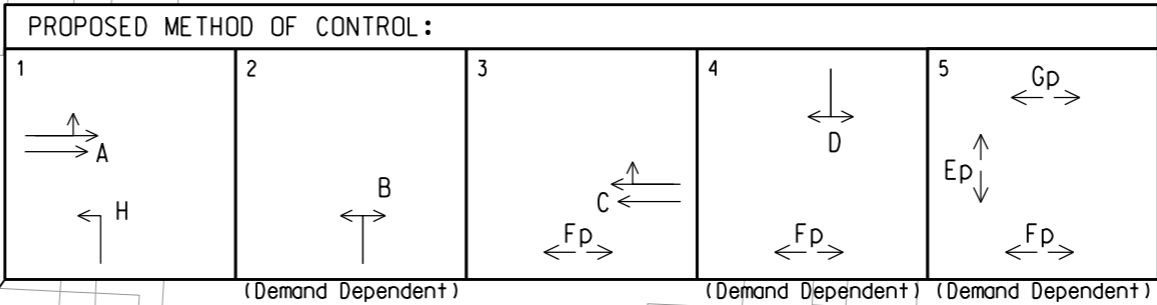 PROPOSED METHOD OF CONTROL:
1
2
3
4
5
A
H
B
C
Fp
D
Fp
Gp
Ep
Fp
(Demand Dependent)
(Demand Dependent)
(Demand Dependent)